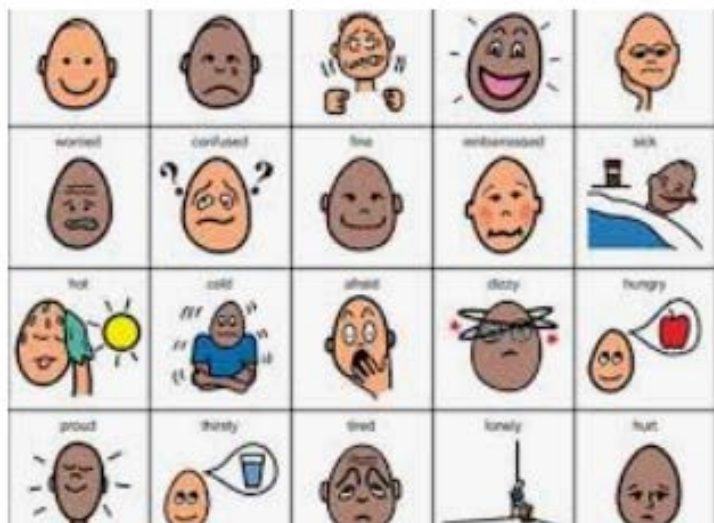 worried confused fine embarrassed sick
hot cold afraid dizzy hungry
proud thirsty tired lonely hurt